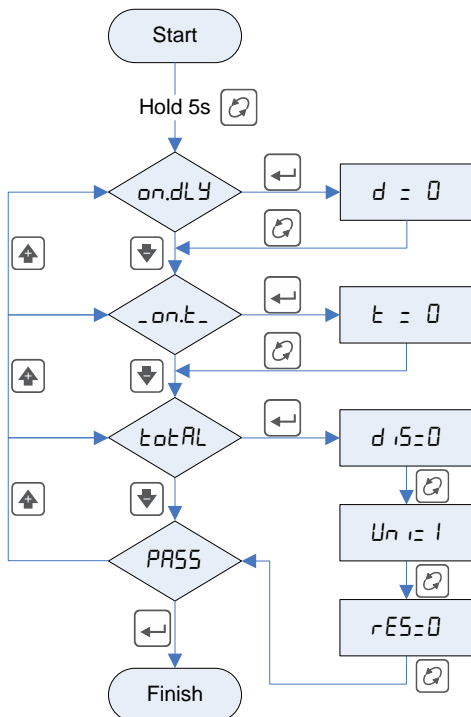 Start
Hold 5s
on.dLY
d = 0
_on.t_
t = 0
totAL
diS=0
PASS
Uni=1
rES=0
Finish